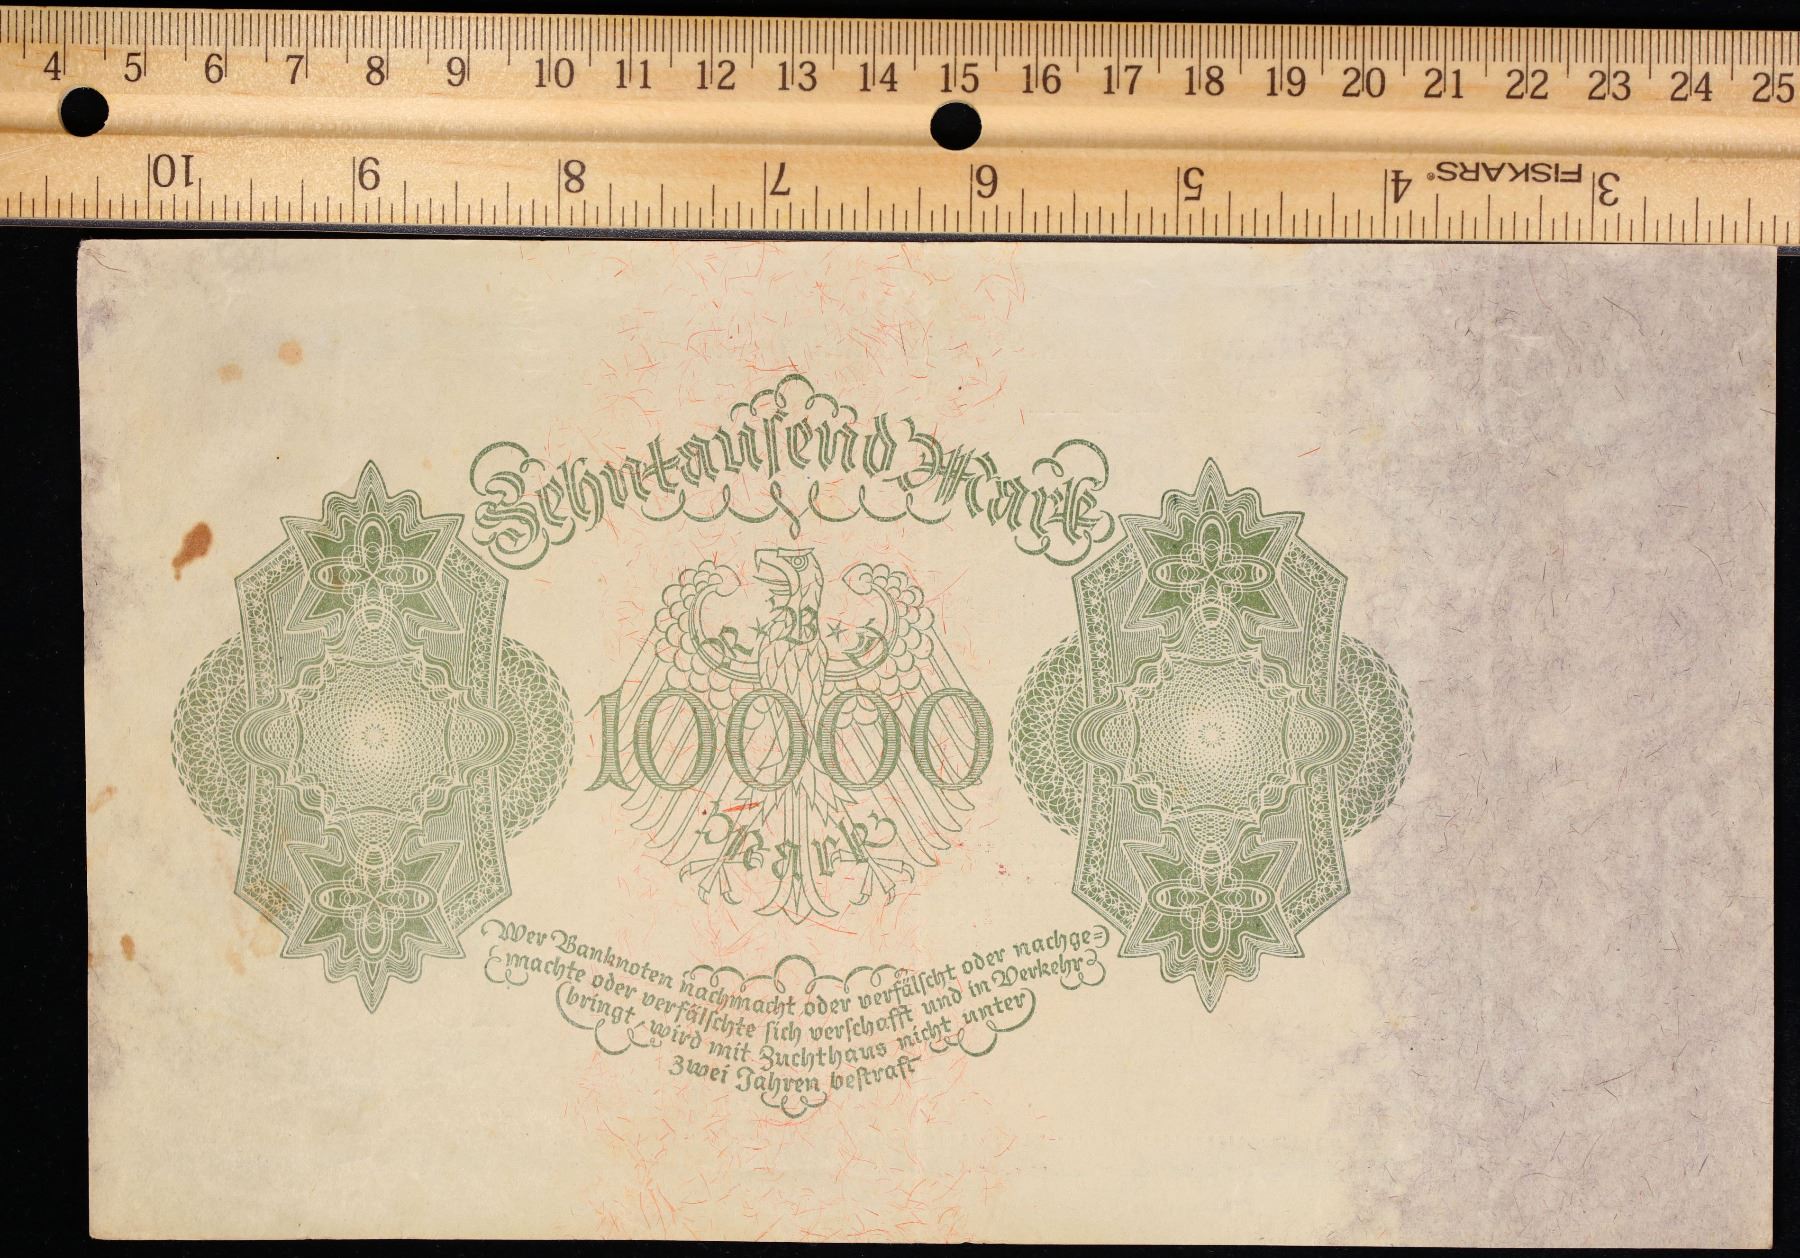 4 5 6 7 8 9 10 11 12 13 14 15 16 17 18 19 20 21 22 23 24 25
10 9 8 7 6 5 4 FISKARS® 3
Zehntausend Mark
R B D
10000
Mark
Wer Banknoten nachmacht oder verfälscht oder nachge=
machte oder verfälschte sich verschafft und in Verkehr
bringt, wird mit Zuchthaus nicht unter
zwei Jahren bestraft